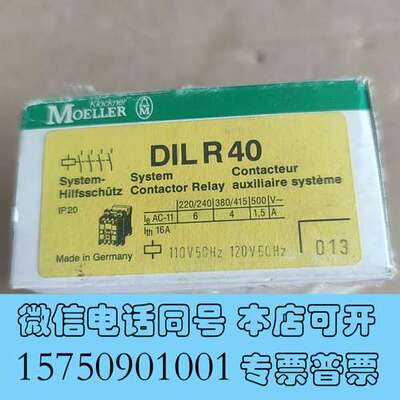 Klöckner
MOELLER
DIL R 40
System-
Hilfsschütz
System
Contactor Relay
Contacteur
auxiliaire système
IP20
220/240 380/415 500 V~
Ie AC-11 6 4 1,5 A
Ith 16A
Made in Germany
110V50Hz 120V60Hz
013
微信电话同号 本店可开
15750901001 专票普票